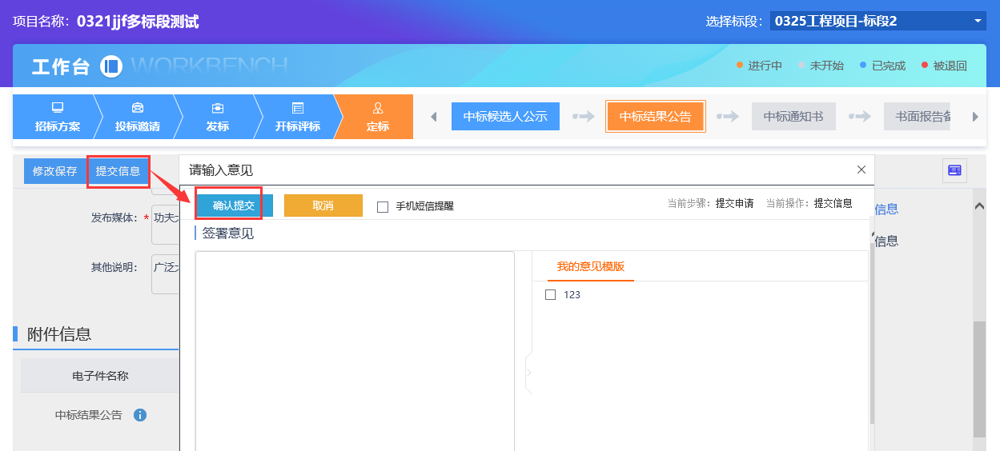 项目名称： 0321jjf多标段测试
选择标段： 0325工程项目-标段2
工作台 WORKBENCH
进行中 未开始 已完成 被退回
招标方案 投标邀请 发标 开标评标 定标
中标候选人公示 中标结果公告 中标通知书 书面报告备
修改保存 提交信息
请输入意见
确认提交 取消 手机短信提醒 当前步骤：提交申请 当前操作：提交信息
发布媒体：* 功夫
信息
签署意见
信息
其他说明： 广泛
我的意见模版
123
附件信息
电子件名称
中标结果公告